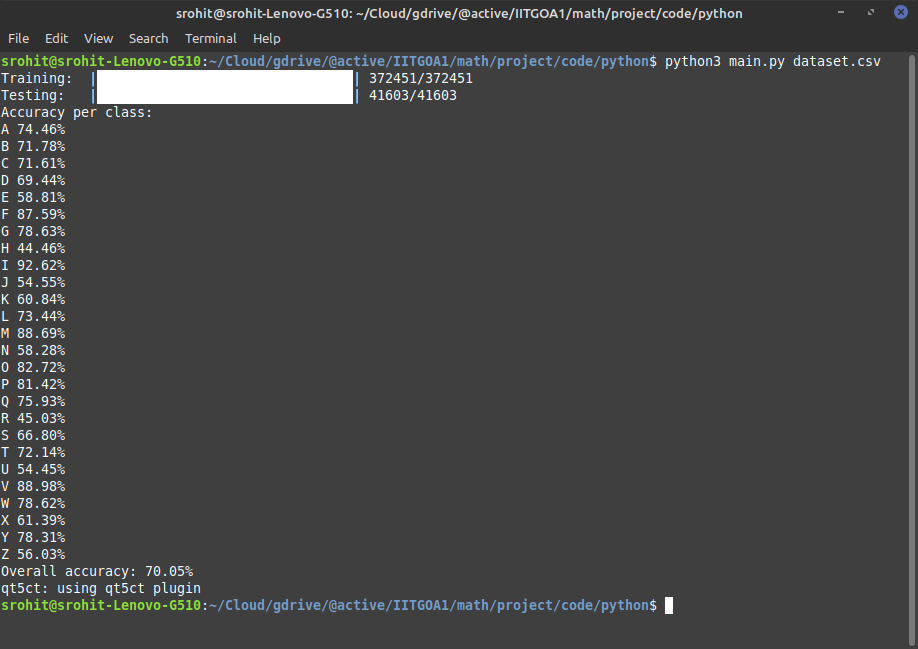 srohit@srohit-Lenovo-G510: ~/Cloud/gdrive/@active/IITGOA1/math/project/code/python
File Edit View Search Terminal Help
srohit@srohit-Lenovo-G510:~/Cloud/gdrive/@active/IITGOA1/math/project/code/python$ python3 main.py dataset.csv
Training: | | 372451/372451
Testing: | | 41603/41603
Accuracy per class:
A 74.46%
B 71.78%
C 71.61%
D 69.44%
E 58.81%
F 87.59%
G 78.63%
H 44.46%
I 92.62%
J 54.55%
K 60.84%
L 73.44%
M 88.69%
N 58.28%
O 82.72%
P 81.42%
Q 75.93%
R 45.03%
S 66.80%
T 72.14%
U 54.45%
V 88.98%
W 78.62%
X 61.39%
Y 78.31%
Z 56.03%
Overall accuracy: 70.05%
qt5ct: using qt5ct plugin
srohit@srohit-Lenovo-G510:~/Cloud/gdrive/@active/IITGOA1/math/project/code/python$